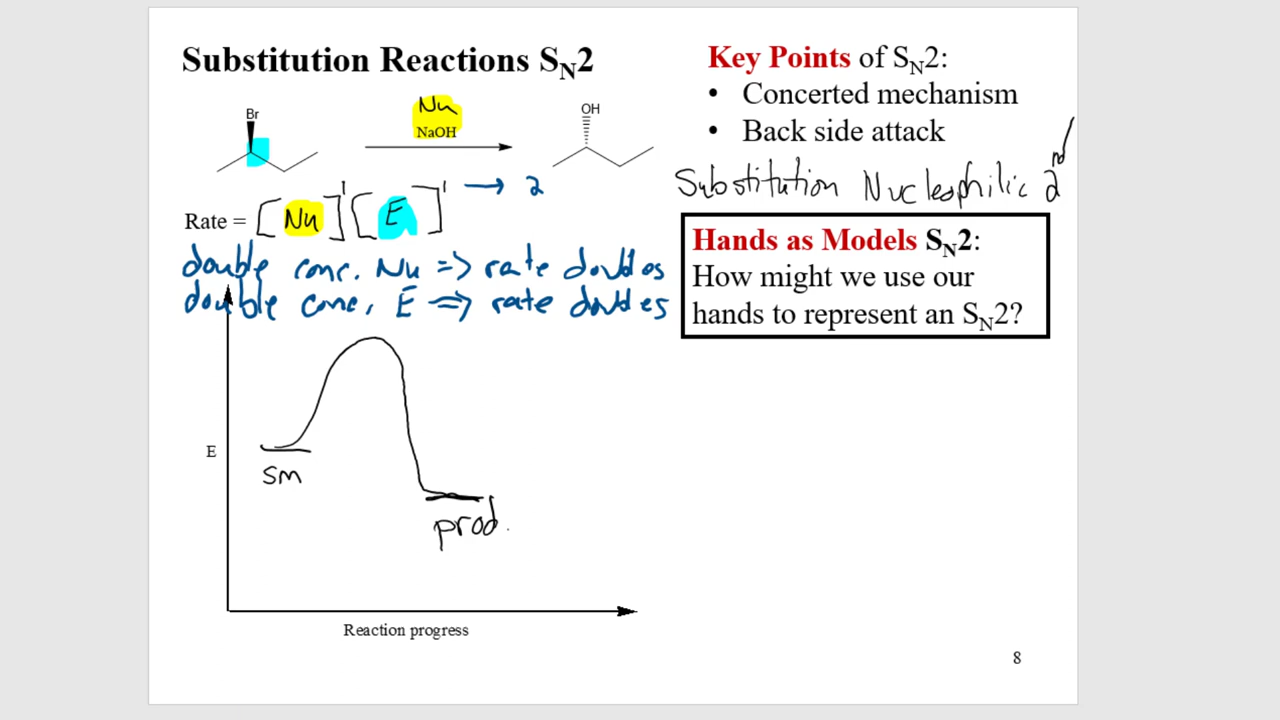 Substitution Reactions SN2
Br
Nu
NaOH
OH
Rate = [Nu]¹[E]¹ → 2
double conc. Nu => rate doubles
double conc. E => rate doubles
E
SM
prod.
Reaction progress
Key Points of SN2:
• Concerted mechanism
• Back side attack
Substitution Nucleophilic 2nd
Hands as Models SN2:
How might we use our
hands to represent an SN2?
8